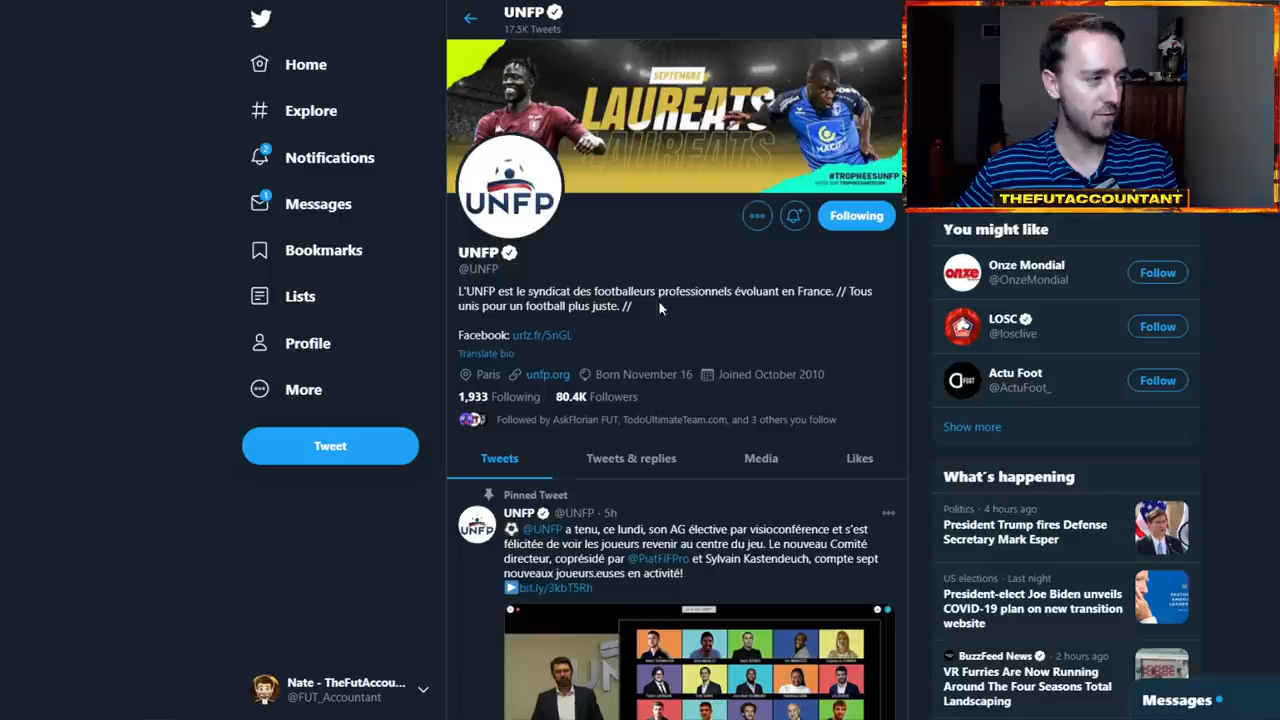 UNFP
17.5K Tweets
Home
Explore
2
Notifications
1
Messages
Bookmarks
Lists
Profile
More
Tweet
Nate - TheFutAccou...
@FUT_Accountant
SEPTEMBRE
LAUREATS
LAUREATS
MACIF
#TROPHEESUNFP
UNFP
Following
UNFP
@UNFP
L'UNFP est le syndicat des footballeurs professionnels évoluant en France. // Tous
unis pour un football plus juste. //
Facebook: urlz.fr/5nGL
Translate bio
Paris unfp.org Born November 16 Joined October 2010
1,933 Following 80.4K Followers
Followed by AskFlorian FUT, TodoUltimateTeam.com, and 3 others you follow
Tweets Tweets & replies Media Likes
Pinned Tweet
UNFP
UNFP @UNFP · 5h
@UNFP a tenu, ce lundi, son AG élective par visioconférence et s'est
félicitée de voir les joueurs revenir au centre du jeu. Le nouveau Comité
directeur, coprésidé par @PiatFIFPro et Sylvain Kastendeuch, compte sept
nouveaux joueurs.euses en activité!
bit.ly/3kbT5Rh
THEFUTACCOUNTANT
You might like
onze
Onze Mondial
@OnzeMondial
Follow
LOSC
@losclive
Follow
FOOT
Actu Foot
@ActuFoot_
Follow
Show more
What's happening
Politics · 4 hours ago
President Trump fires Defense
Secretary Mark Esper
US elections · Last night
President-elect Joe Biden unveils
COVID-19 plan on new transition
website
BuzzFeed News · 2 hours ago
VR Furries Are Now Running
Around The Four Seasons Total
Landscaping
Messages